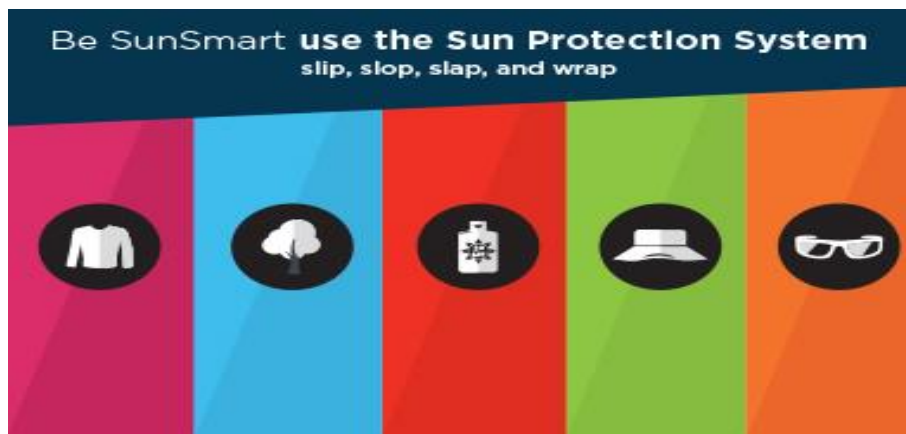 Be SunSmart use the Sun Protection System
slip, slop, slap, and wrap